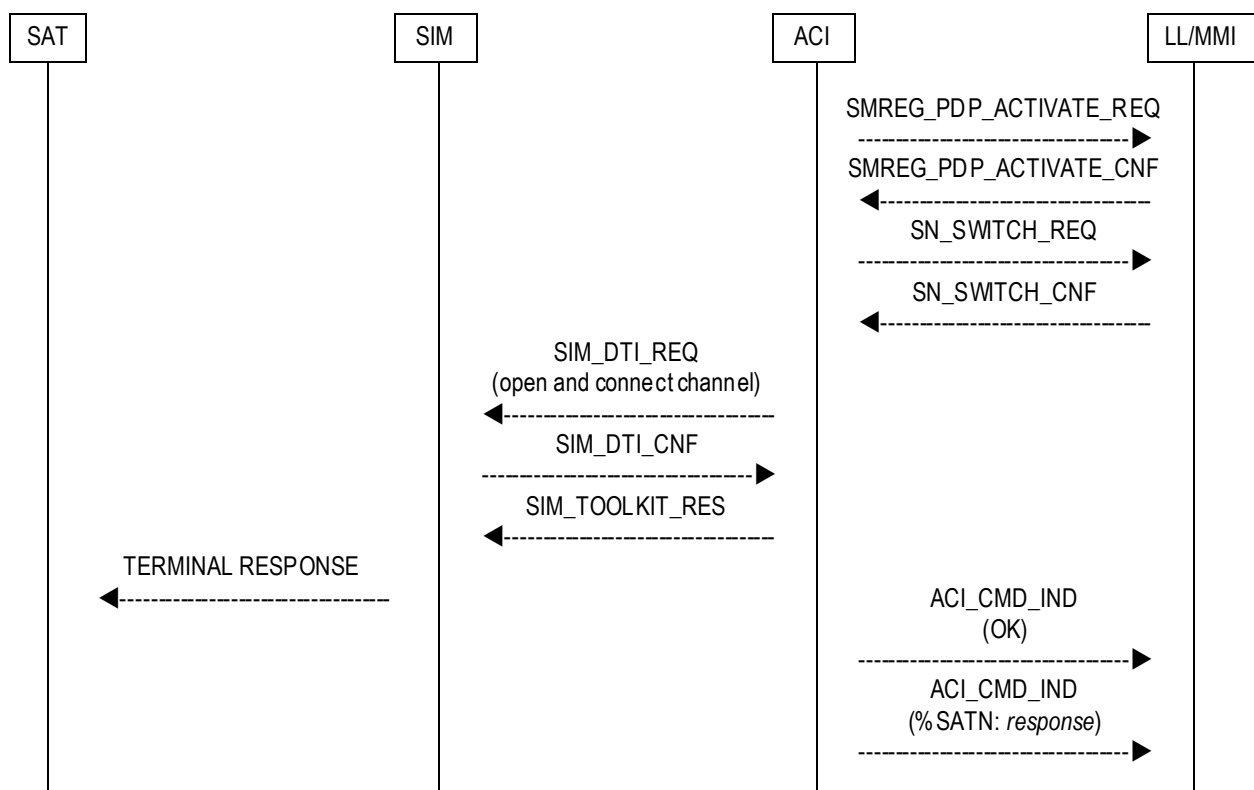 SAT
SIM
ACI
LL/MMI
SMREG_PDP_ACTIVATE_REQ
SMREG_PDP_ACTIVATE_CNF
SN_SWITCH_REQ
SN_SWITCH_CNF
SIM_DTI_REQ
(open and connect channel)
SIM_DTI_CNF
SIM_TOOLKIT_RES
TERMINAL RESPONSE
ACI_CMD_IND
(OK)
ACI_CMD_IND
(%SATN: response)